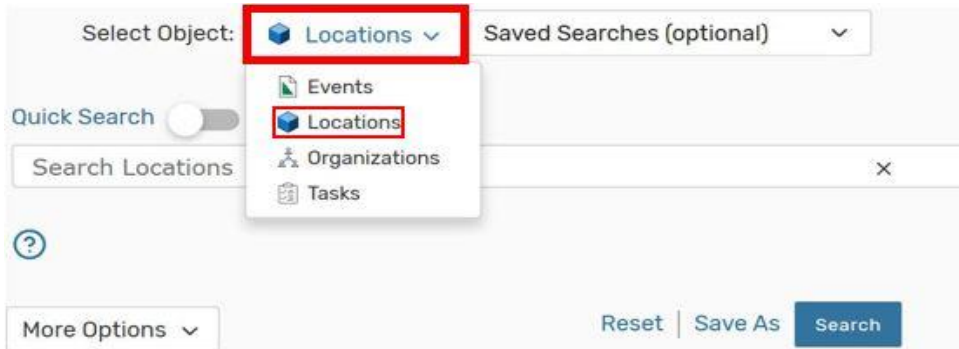 Select Object: Locations Saved Searches (optional)
Events
Quick Search
Locations
Search Locations
Organizations
Tasks
More Options
Reset | Save As Search